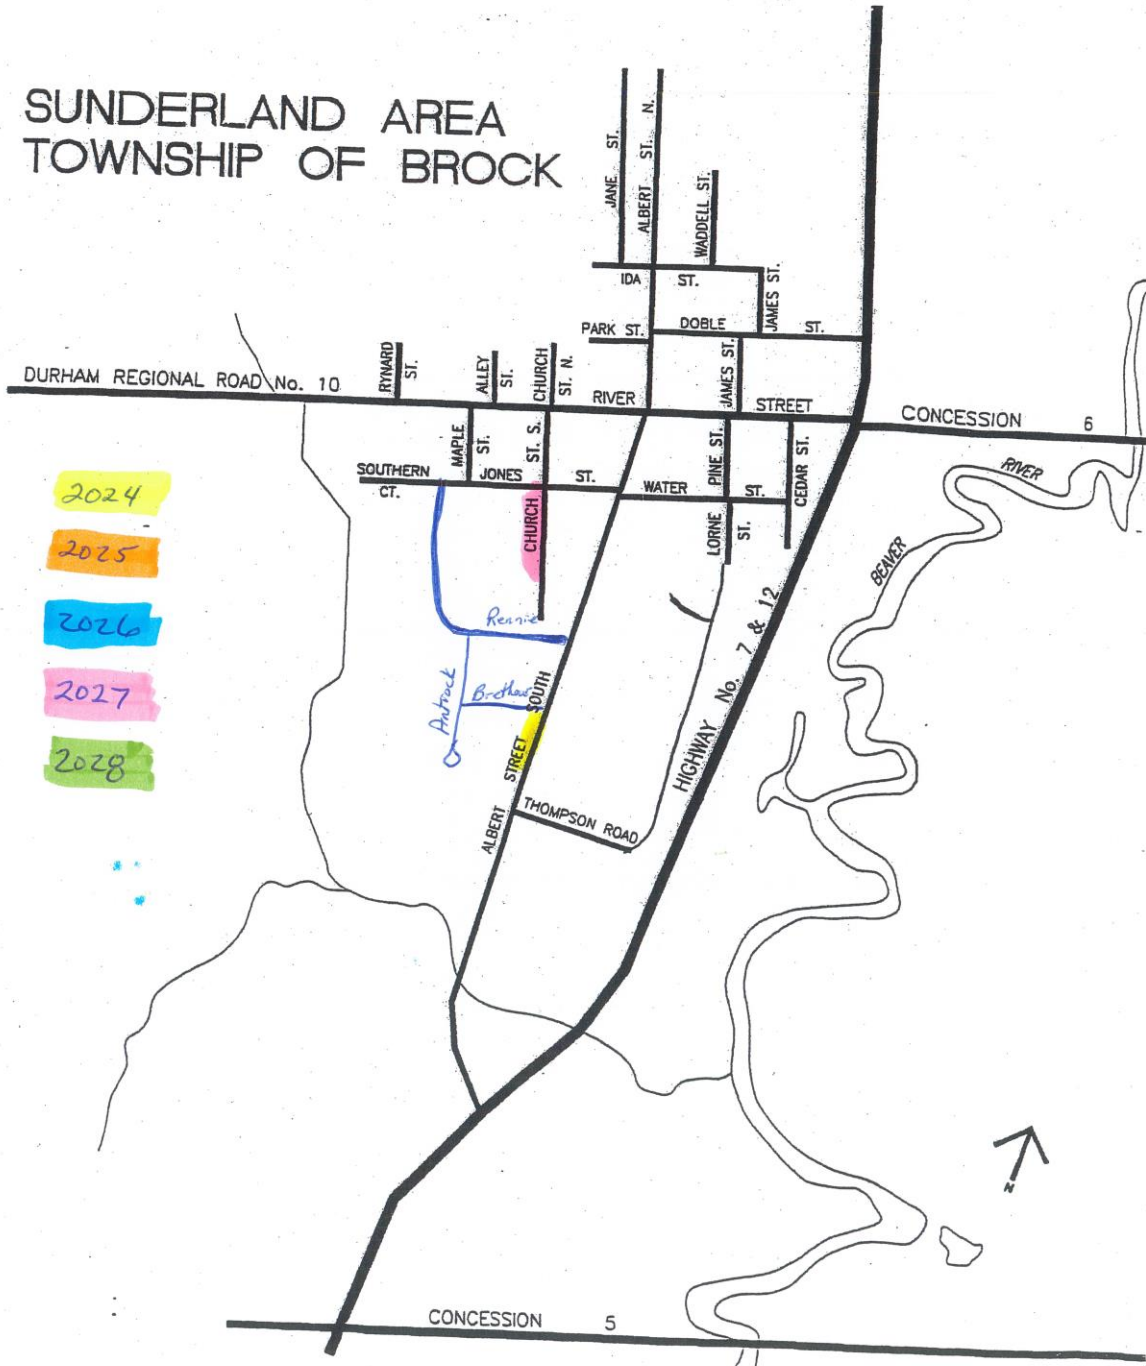 SUNDERLAND AREA
TOWNSHIP OF BROCK
JANE ST.
ALBERT ST. N.
WADDELL ST.
IDA ST.
JAMES ST.
PARK ST.
DOBLE ST.
DURHAM REGIONAL ROAD No. 10
RYNARD ST.
ALLEY ST.
CHURCH ST. N.
RIVER STREET
JAMES ST.
CONCESSION 6
MAPLE ST.
CHURCH ST. S.
PINE ST.
CEDAR ST.
SOUTHERN CT.
JONES ST.
WATER ST.
LORNE ST.
RIVER
BEAVER
2024
2025
2026
2027
2028
Rennie
Antrack
ALBERT STREET SOUTH
THOMPSON ROAD
HIGHWAY No. 7 & 12
N
CONCESSION 5